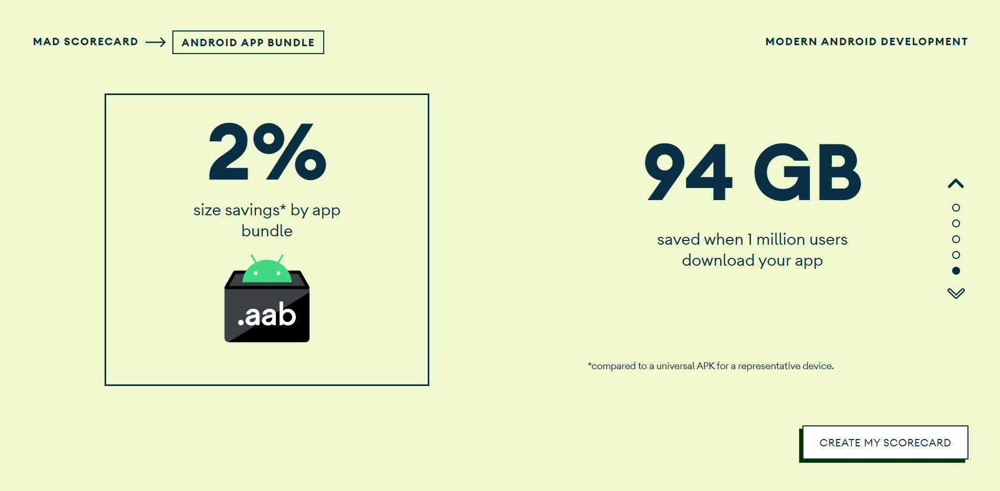 MAD SCORECARD → ANDROID APP BUNDLE
MODERN ANDROID DEVELOPMENT
2%
size savings* by app
bundle
.aab
94 GB
saved when 1 million users
download your app
*compared to a universal APK for a representative device.
CREATE MY SCORECARD